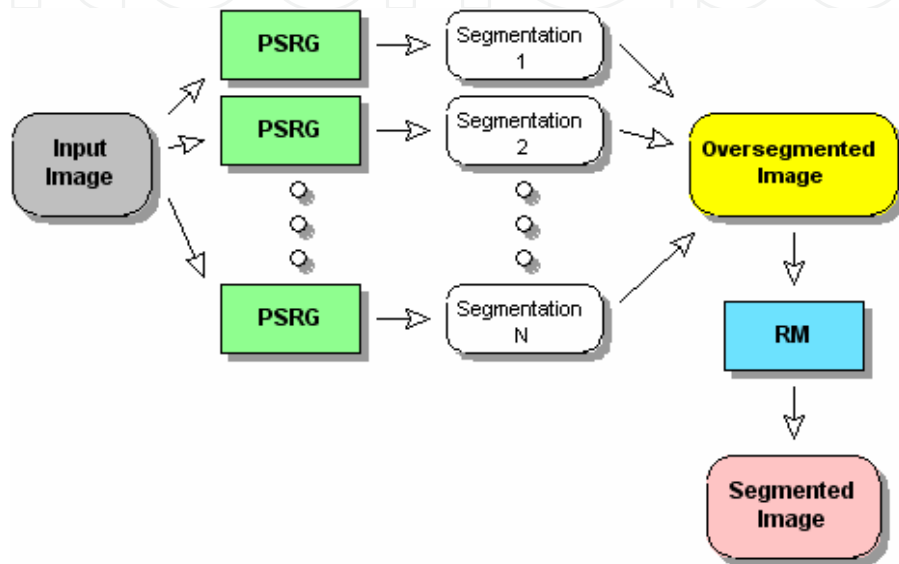 PSRG
Segmentation
1
Input
Image
PSRG
Segmentation
2
Oversegmented
Image
PSRG
Segmentation
N
RM
Segmented
Image